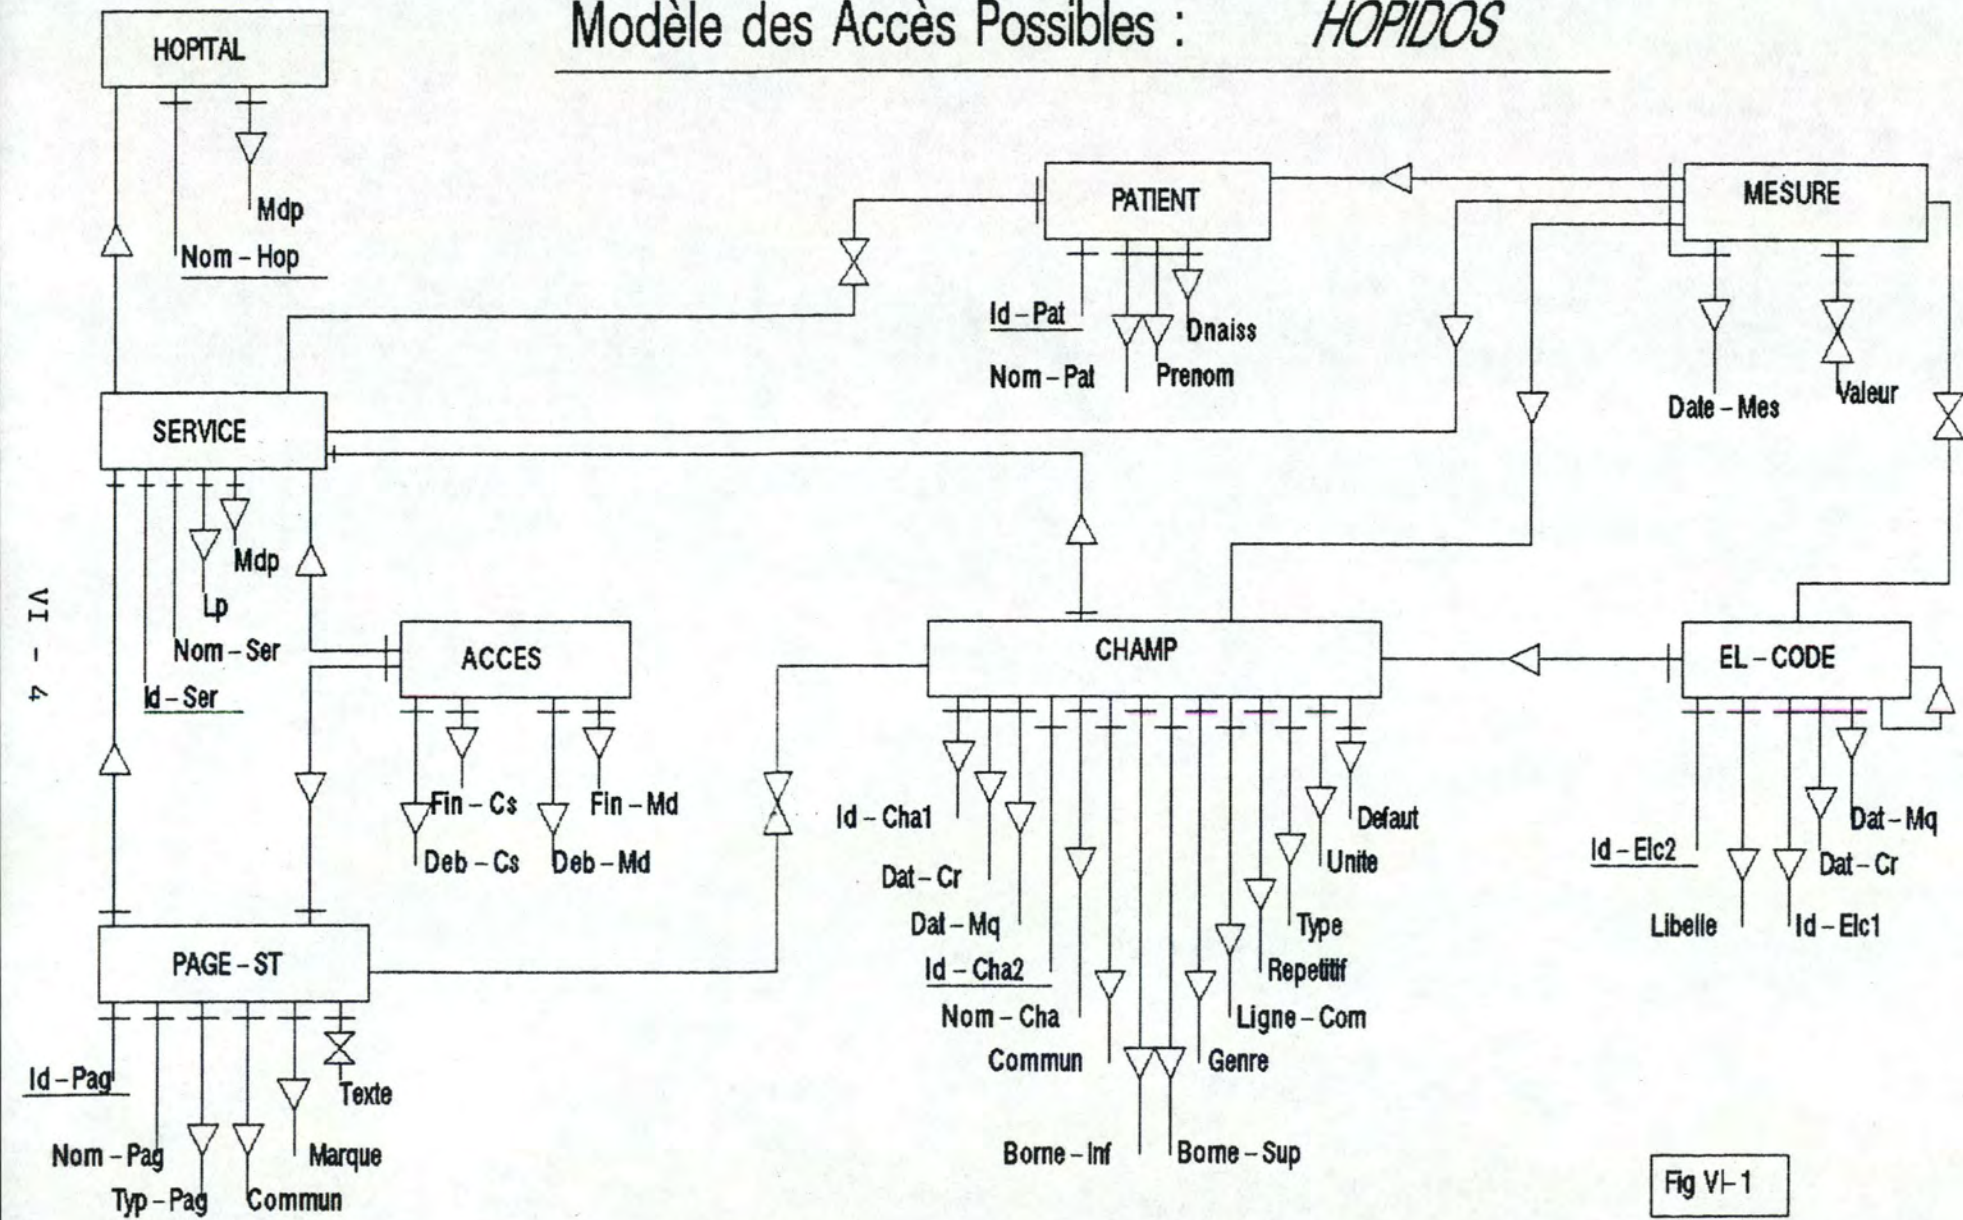 Modèle des Accès Possibles : HOPIDOS
HOPITAL
Mdp
Nom-Hop
PATIENT
MESURE
Id-Pat
Dnaiss
Nom-Pat
Prenom
Date-Mes
Valeur
SERVICE
Mdp
Lp
Nom-Ser
Id-Ser
VI - 4
ACCES
Fin-Cs
Fin-Md
Deb-Cs
Deb-Md
CHAMP
EL-CODE
Id-Cha1
Dat-Cr
Dat-Mq
Id-Cha2
Nom-Cha
Commun
Borne-Inf
Borne-Sup
Genre
Ligne-Com
Repetitif
Type
Unite
Defaut
Id-Elc2
Libelle
Id-Elc1
Dat-Cr
Dat-Mq
PAGE-ST
Id-Pag
Nom-Pag
Typ-Pag
Commun
Marque
Texte
Fig VI-1